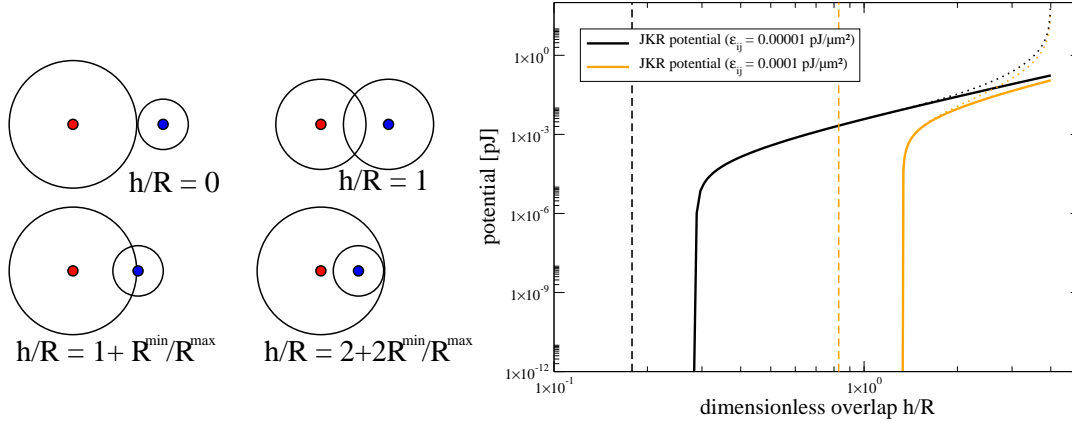 h/R = 0
h/R = 1
h/R = 1+ R^min/R^max
h/R = 2+2R^min/R^max
JKR potential (ε_ij = 0.00001 pJ/µm²)
JKR potential (ε_ij = 0.0001 pJ/µm²)
potential [pJ]
1×10^0
1×10^-3
1×10^-6
1×10^-9
1×10^-12
1×10^-1
1×10^0
dimensionless overlap h/R